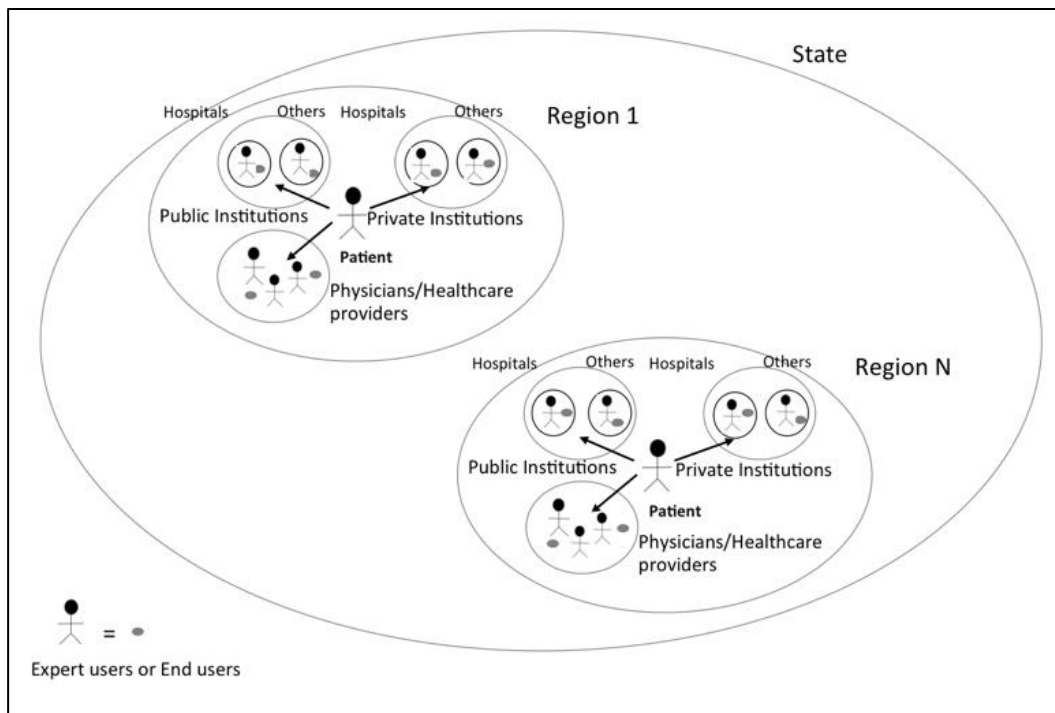 State
Hospitals Others Hospitals Others
Region 1
Public Institutions Private Institutions
Patient
Physicians/Healthcare
providers
Hospitals Others Hospitals Others
Region N
Public Institutions Private Institutions
Patient
Physicians/Healthcare
providers
=
Expert users or End users